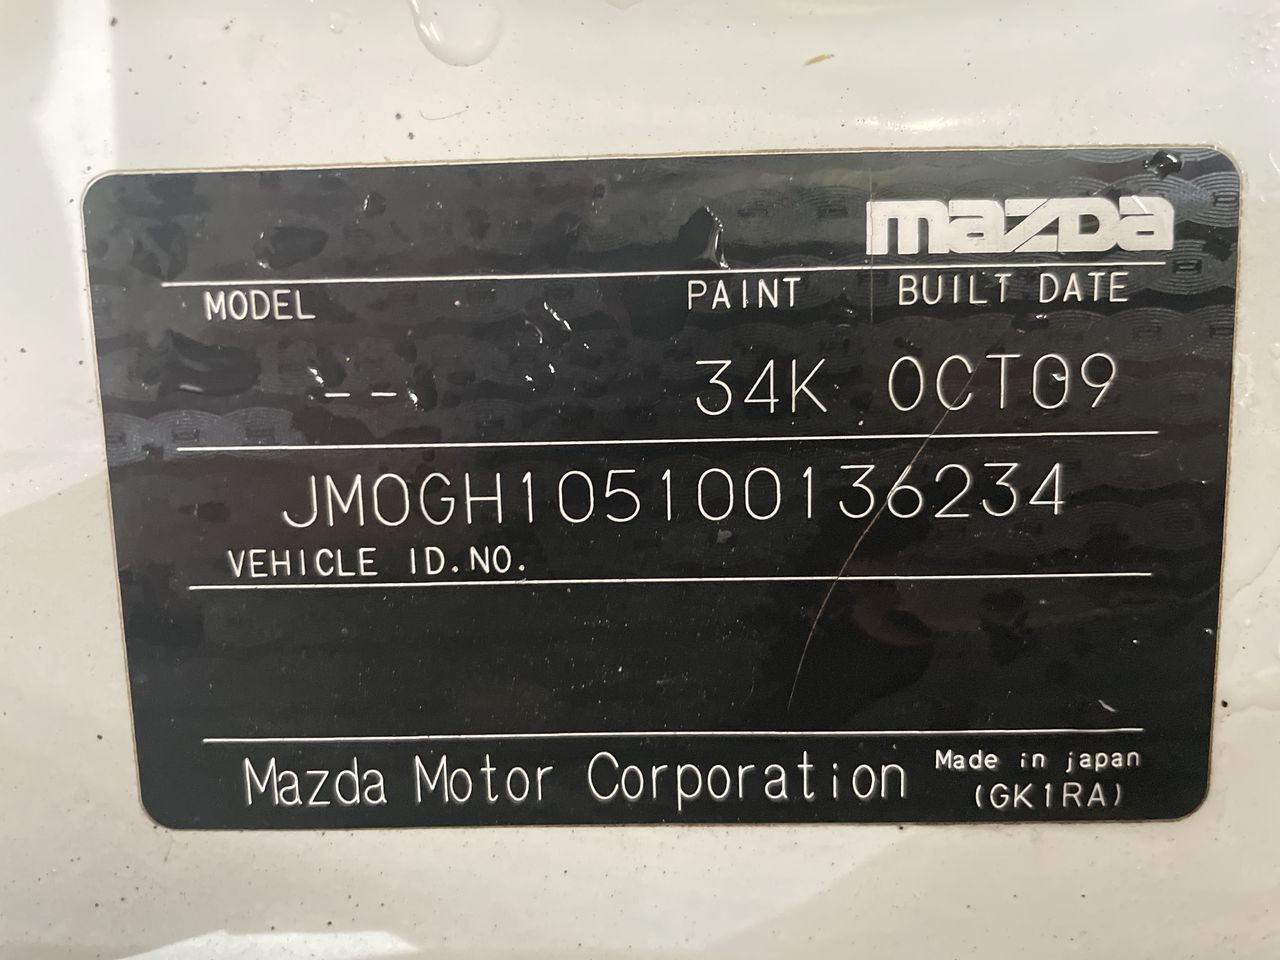 mazda
MODEL PAINT BUILT DATE
-- 34K OCT09
JM0GH105100136234
VEHICLE ID.NO.
Mazda Motor Corporation Made in japan
(GK1RA)